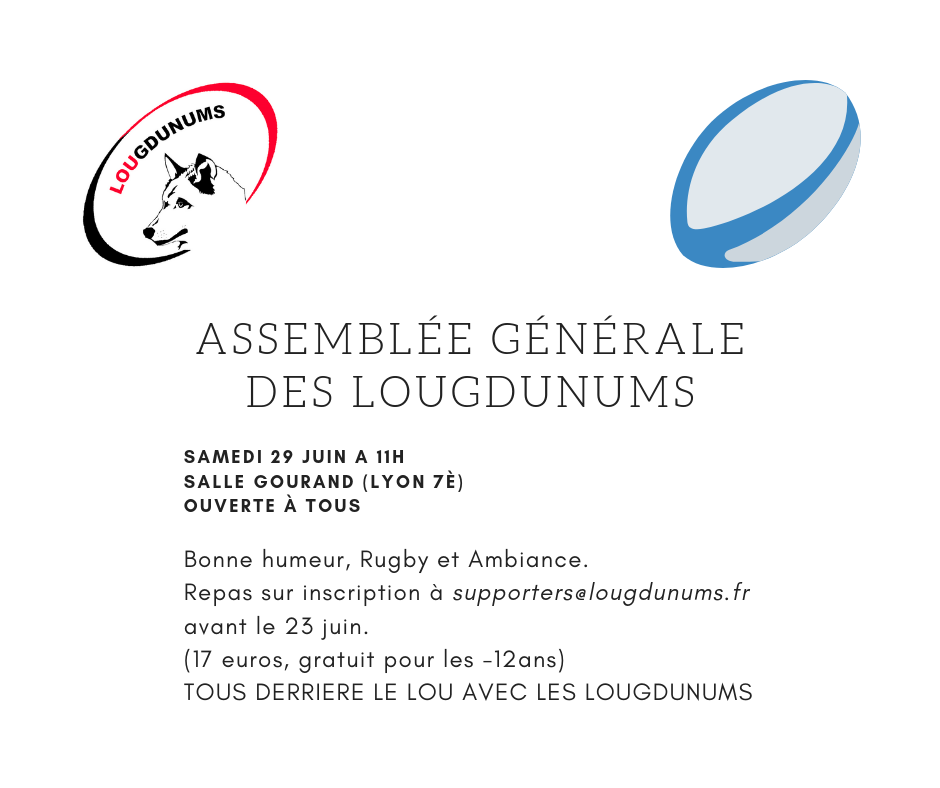 LOUGDUNUMS
ASSEMBLÉE GÉNÉRALE
DES LOUGDUNUMS
SAMEDI 29 JUIN A 11H
SALLE GOURAND (LYON 7È)
OUVERTE À TOUS
Bonne humeur, Rugby et Ambiance.
Repas sur inscription à supporters@lougdunums.fr
avant le 23 juin.
(17 euros, gratuit pour les -12ans)
TOUS DERRIERE LE LOU AVEC LES LOUGDUNUMS